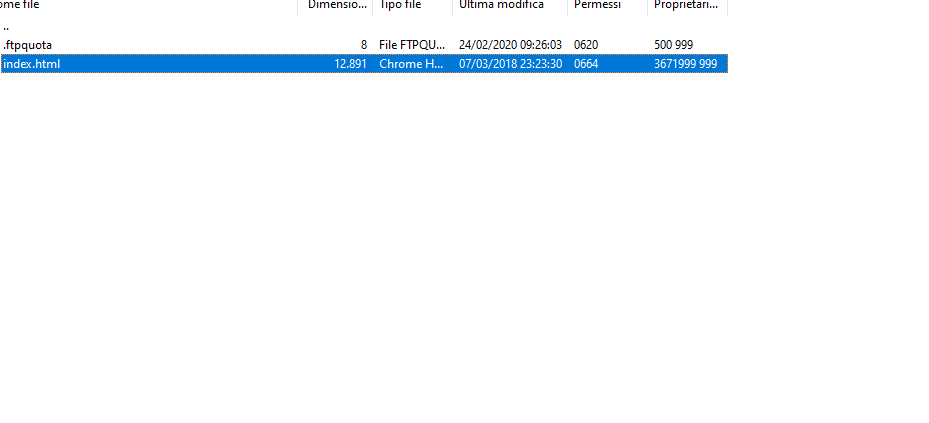 ome file Dimensio... Tipo file Ultima modifica Permessi Proprietari...
..
.ftpquota 8 File FTPQU... 24/02/2020 09:26:03 0620 500 999
index.html 12.891 Chrome H... 07/03/2018 23:23:30 0664 3671999 999